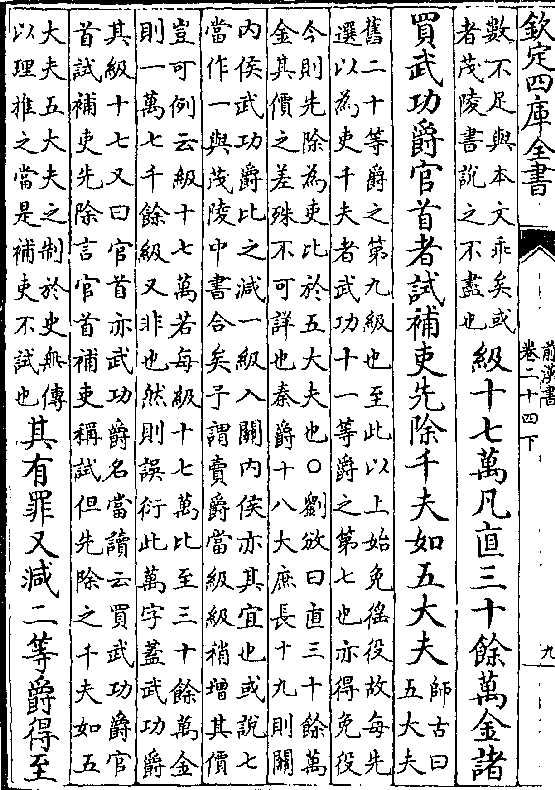 欽定四庫全書
前漢書
卷二十四下
九
數不足與本文乖矣或
者茂陵書說之不盡也
級十七萬凡直三十餘萬金諸
買武功爵官首者試補吏先除千夫如五大夫
師古曰
五大夫
舊二十等爵之第九級也至此以上始免徭役故每先
選以為吏千夫者武功十一等爵之第七也亦得免役
今則先除為吏比於五大夫也○劉攽曰直三十餘萬
金其價之差殊不可詳也秦爵十八大庶長十九則關
內侯武功爵比之減一級入關內侯亦其宜也或說七
當作一與茂陵中書合矣予謂賣爵當級級稍增其價
豈可例云級十七萬若每級十七萬比至三十餘萬金
則一萬七千餘級又非也然則誤衍此萬字蓋武功爵
其級十七又曰官首亦武功爵名當讀云買武功爵官
首試補吏先除言官首補吏稱試但先除之千夫如五
大夫五大夫之制於史無傳
以理推之當是補吏不試也
其有罪又減二等爵得至